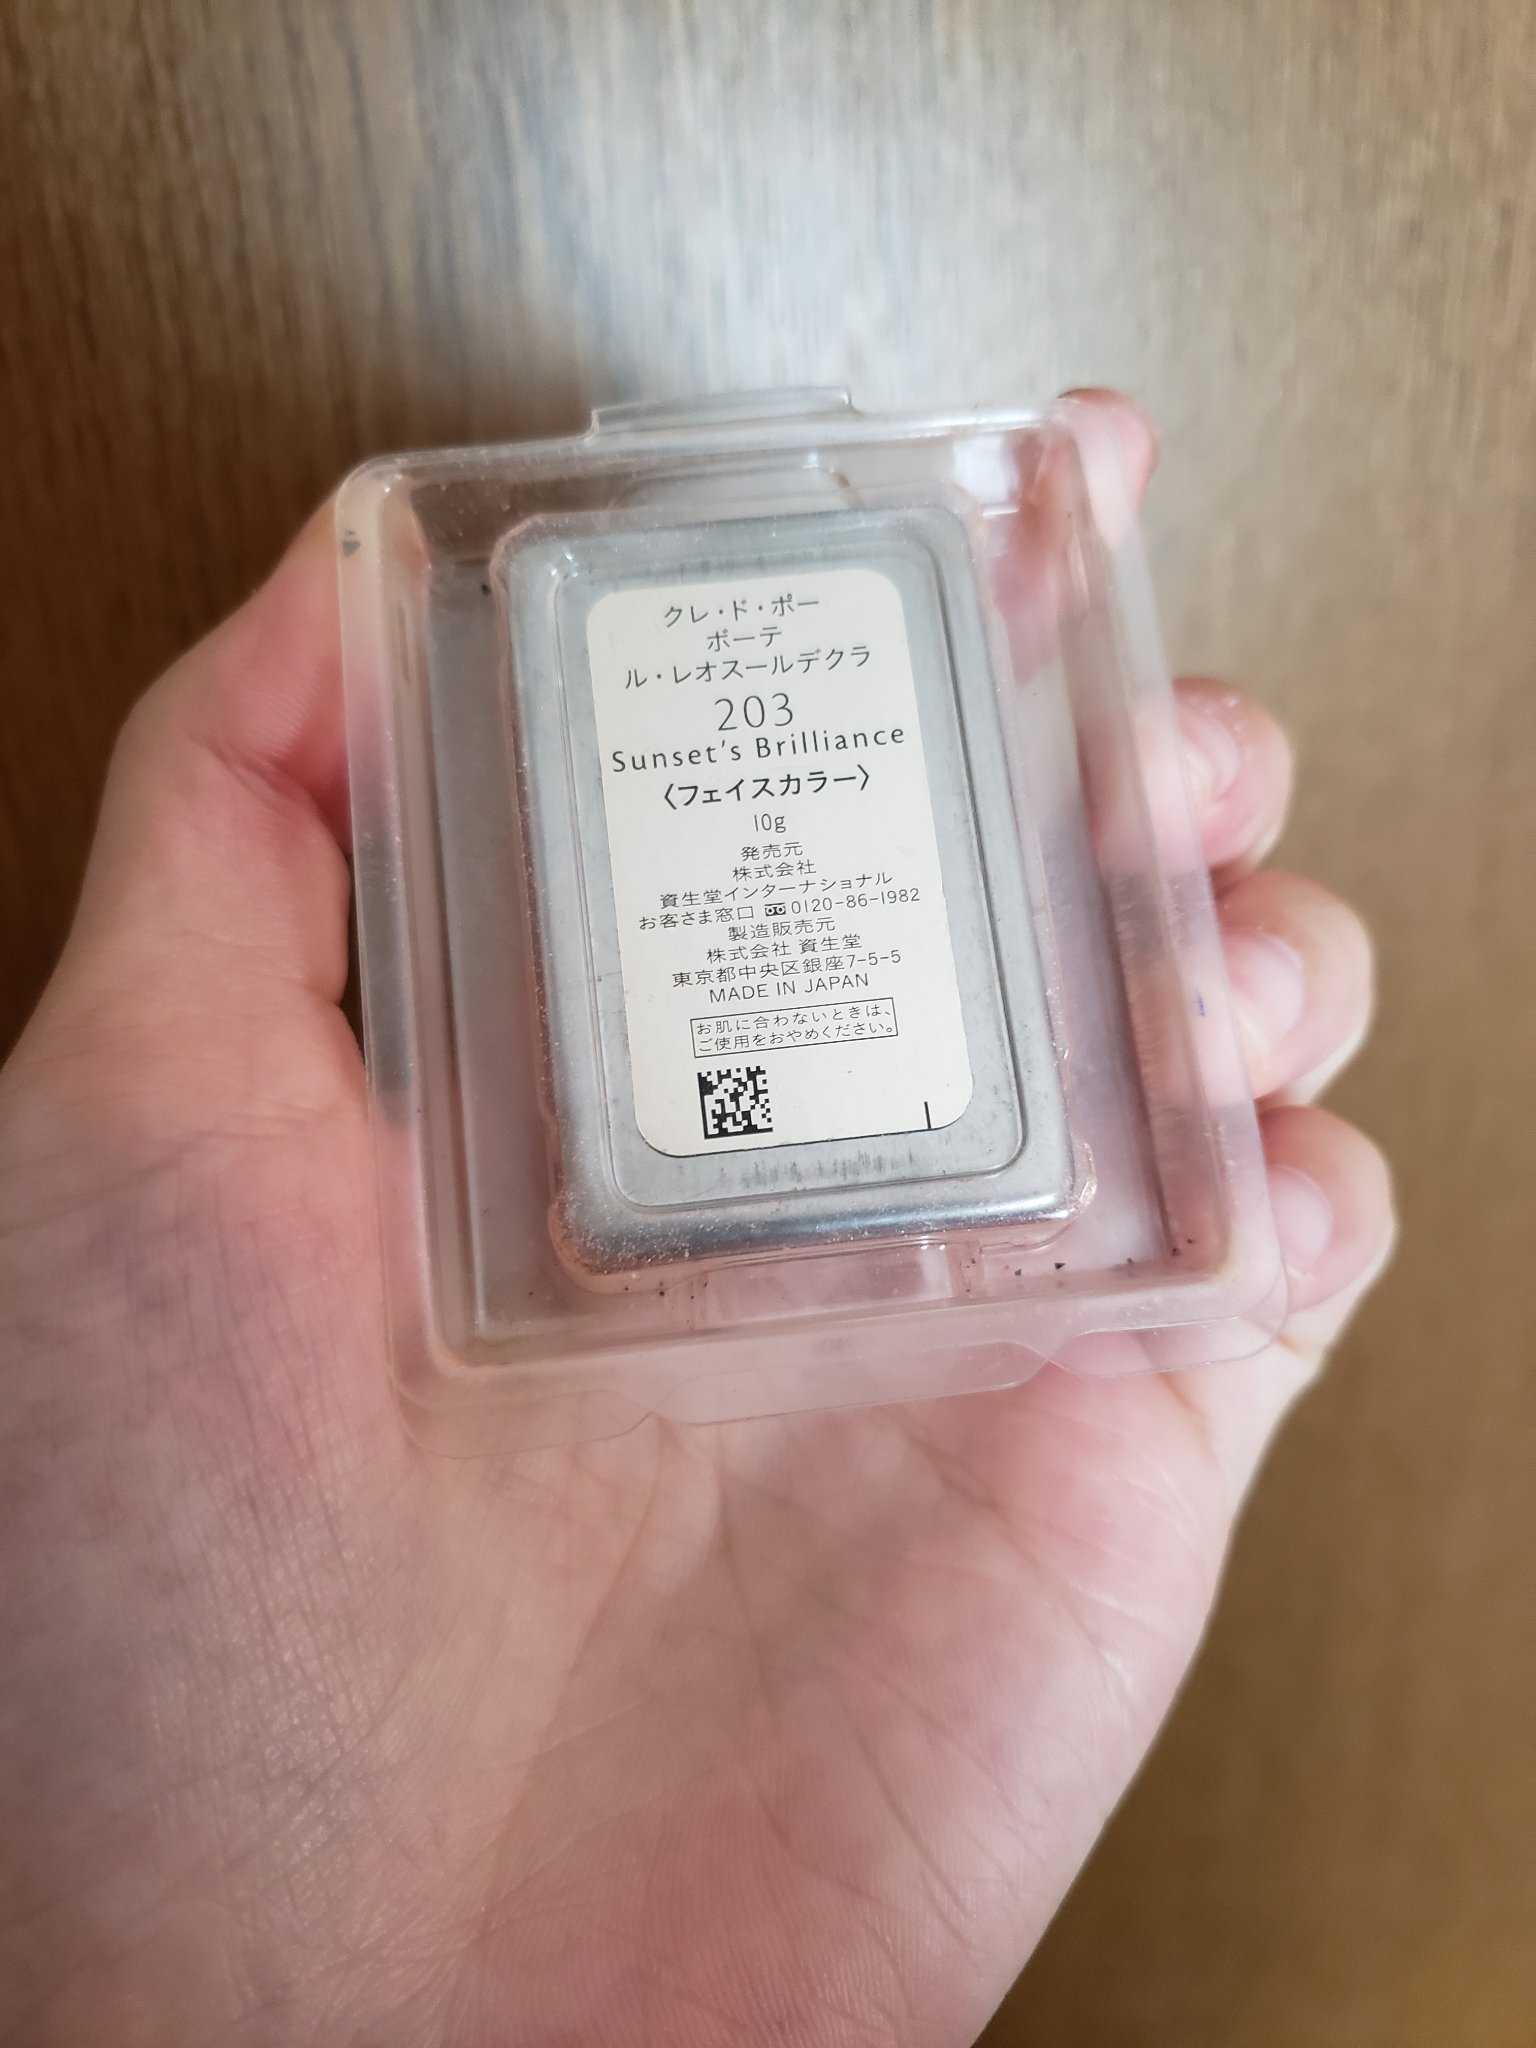 クレ・ド・ポー
ボーテ
ル・レオスールデクラ
203
Sunset's Brilliance
〈フェイスカラー〉
10g
発売元
株式会社
資生堂インターナショナル
お客さま窓口 0120-86-1982
製造販売元
株式会社 資生堂
東京都中央区銀座7-5-5
MADE IN JAPAN
お肌に合わないときは、
ご使用をおやめください。